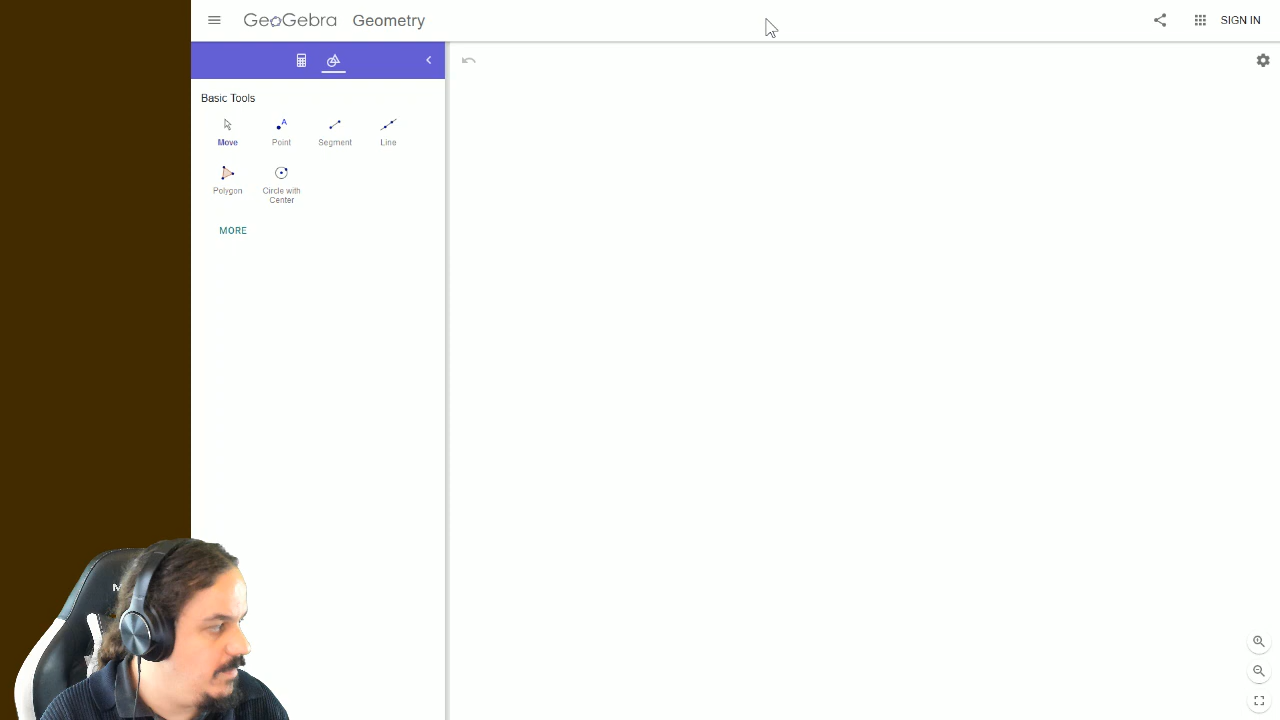 GeoGebra Geometry
SIGN IN
Basic Tools
A
Move Point Segment Line
Polygon Circle with Center
MORE